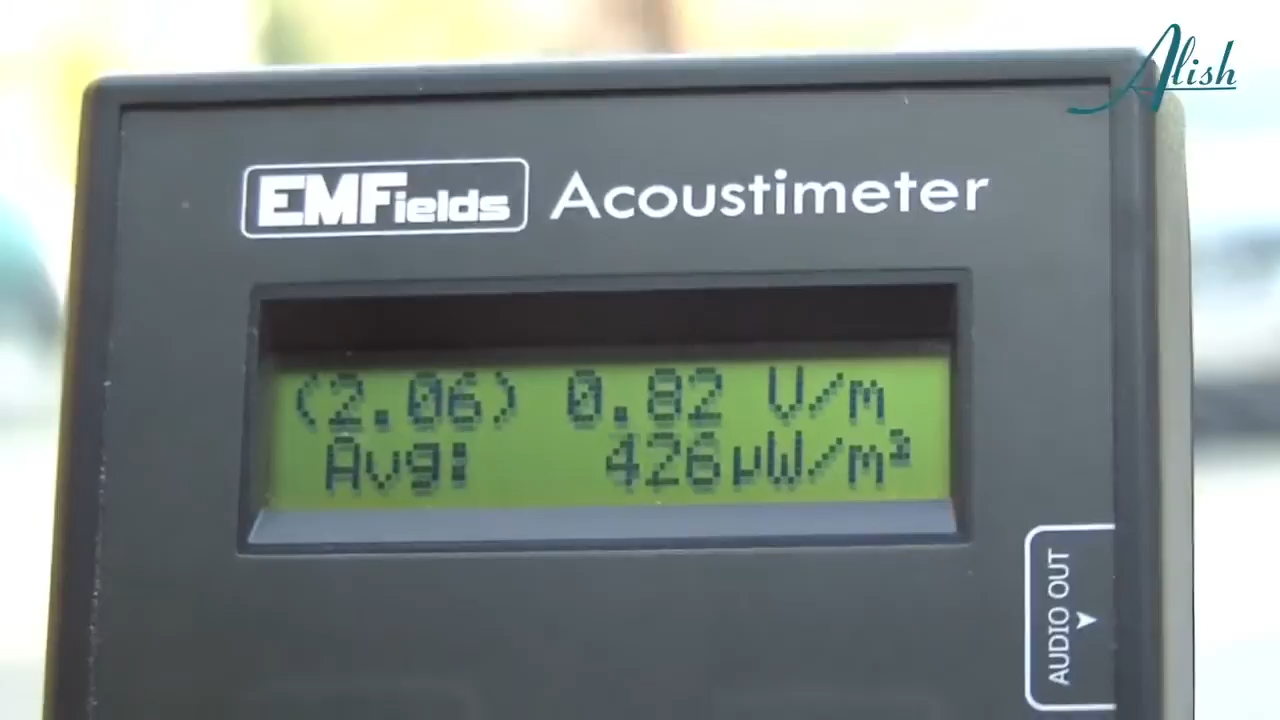 Alish
EMFields Acoustimeter
(2.06) 0.82 V/m
Avg: 426µW/m²
AUDIO OUT